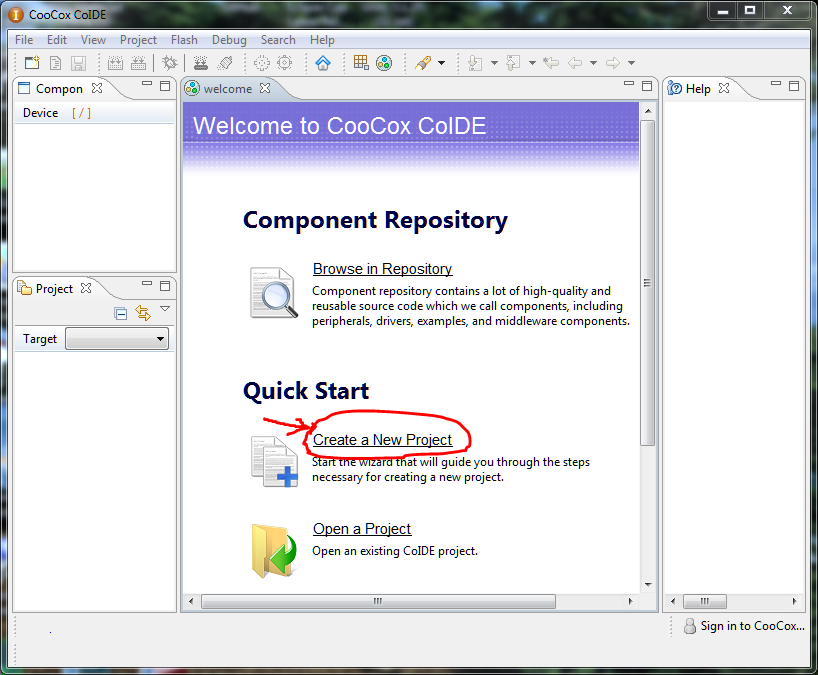 CooCox CoIDE
File Edit View Project Flash Debug Search Help
Compon
Device [ / ]
Project
Target
welcome
Welcome to CooCox CoIDE
Component Repository
Browse in Repository
Component repository contains a lot of high-quality and
reusable source code which we call components, including
peripherals, drivers, examples, and middleware components.
Quick Start
Create a New Project
Start the wizard that will guide you through the steps
necessary for creating a new project.
Open a Project
Open an existing CoIDE project.
Help
Sign in to CooCox...